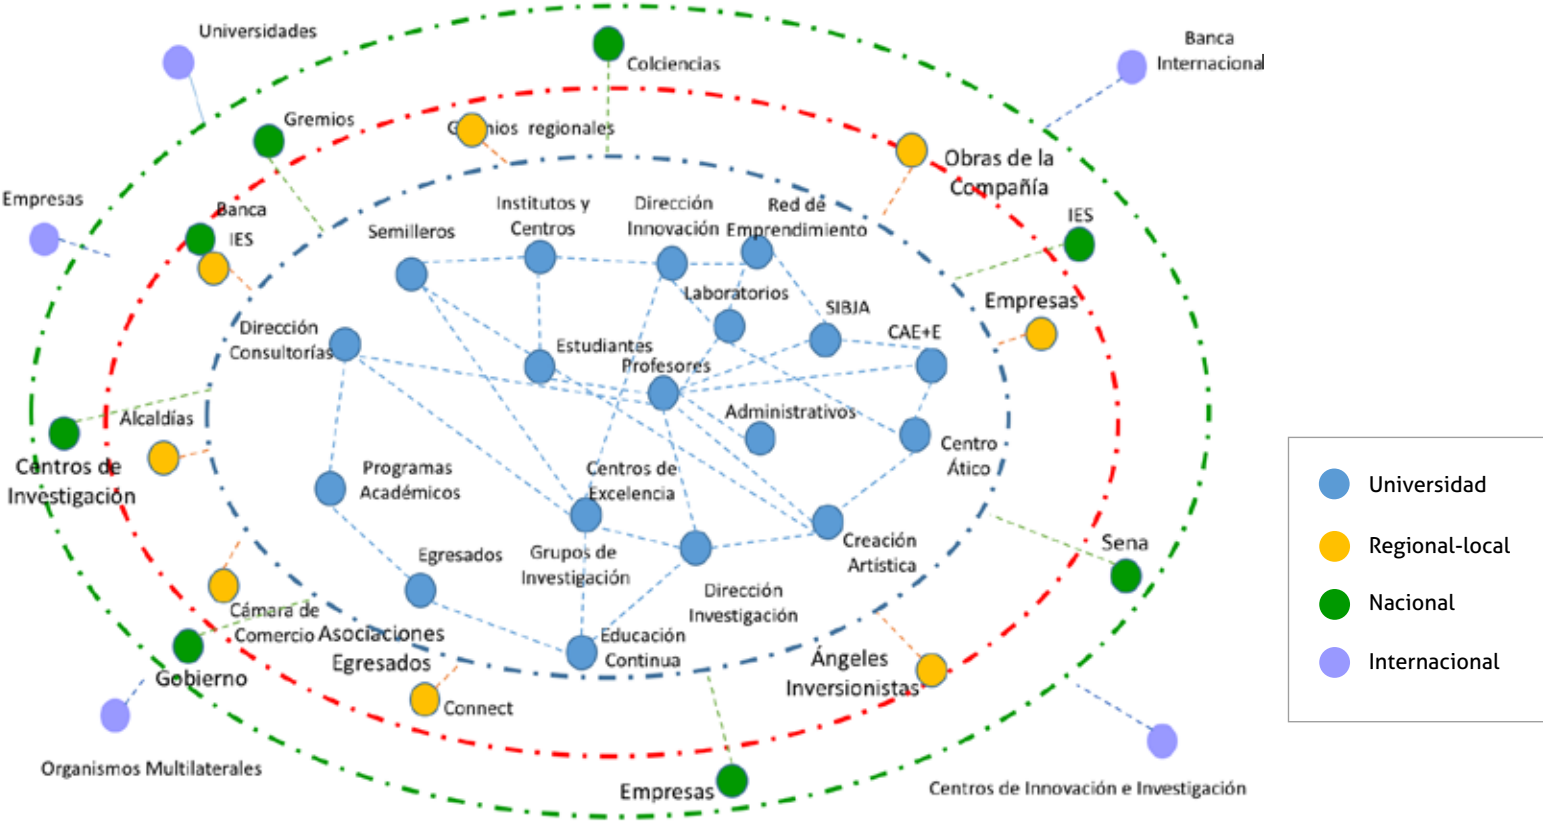 Universidades
Banca
Internacional
Colciencias
Gremios
regionales
Obras de la
Compañía
Empresas
Banca
IES
IES
Institutos y
Centros
Dirección
Innovación
Red de
Emprendimiento
Semilleros
Laboratorios
SIBJA
CAE+E
Empresas
Dirección
Consultorías
Estudiantes
Profesores
Alcaldías
Administrativos
Centro
Ático
Centros de
Investigación
Programas
Académicos
Centros de
Excelencia
Egresados
Grupos de
Investigación
Creación
Artística
Sena
Dirección
Investigación
Cámara de
Comercio
Asociaciones
Egresados
Educación
Continua
Ángeles
Inversionistas
Gobierno
Connect
Organismos Multilaterales
Empresas
Centros de Innovación e Investigación
Universidad
Regional-local
Nacional
Internacional